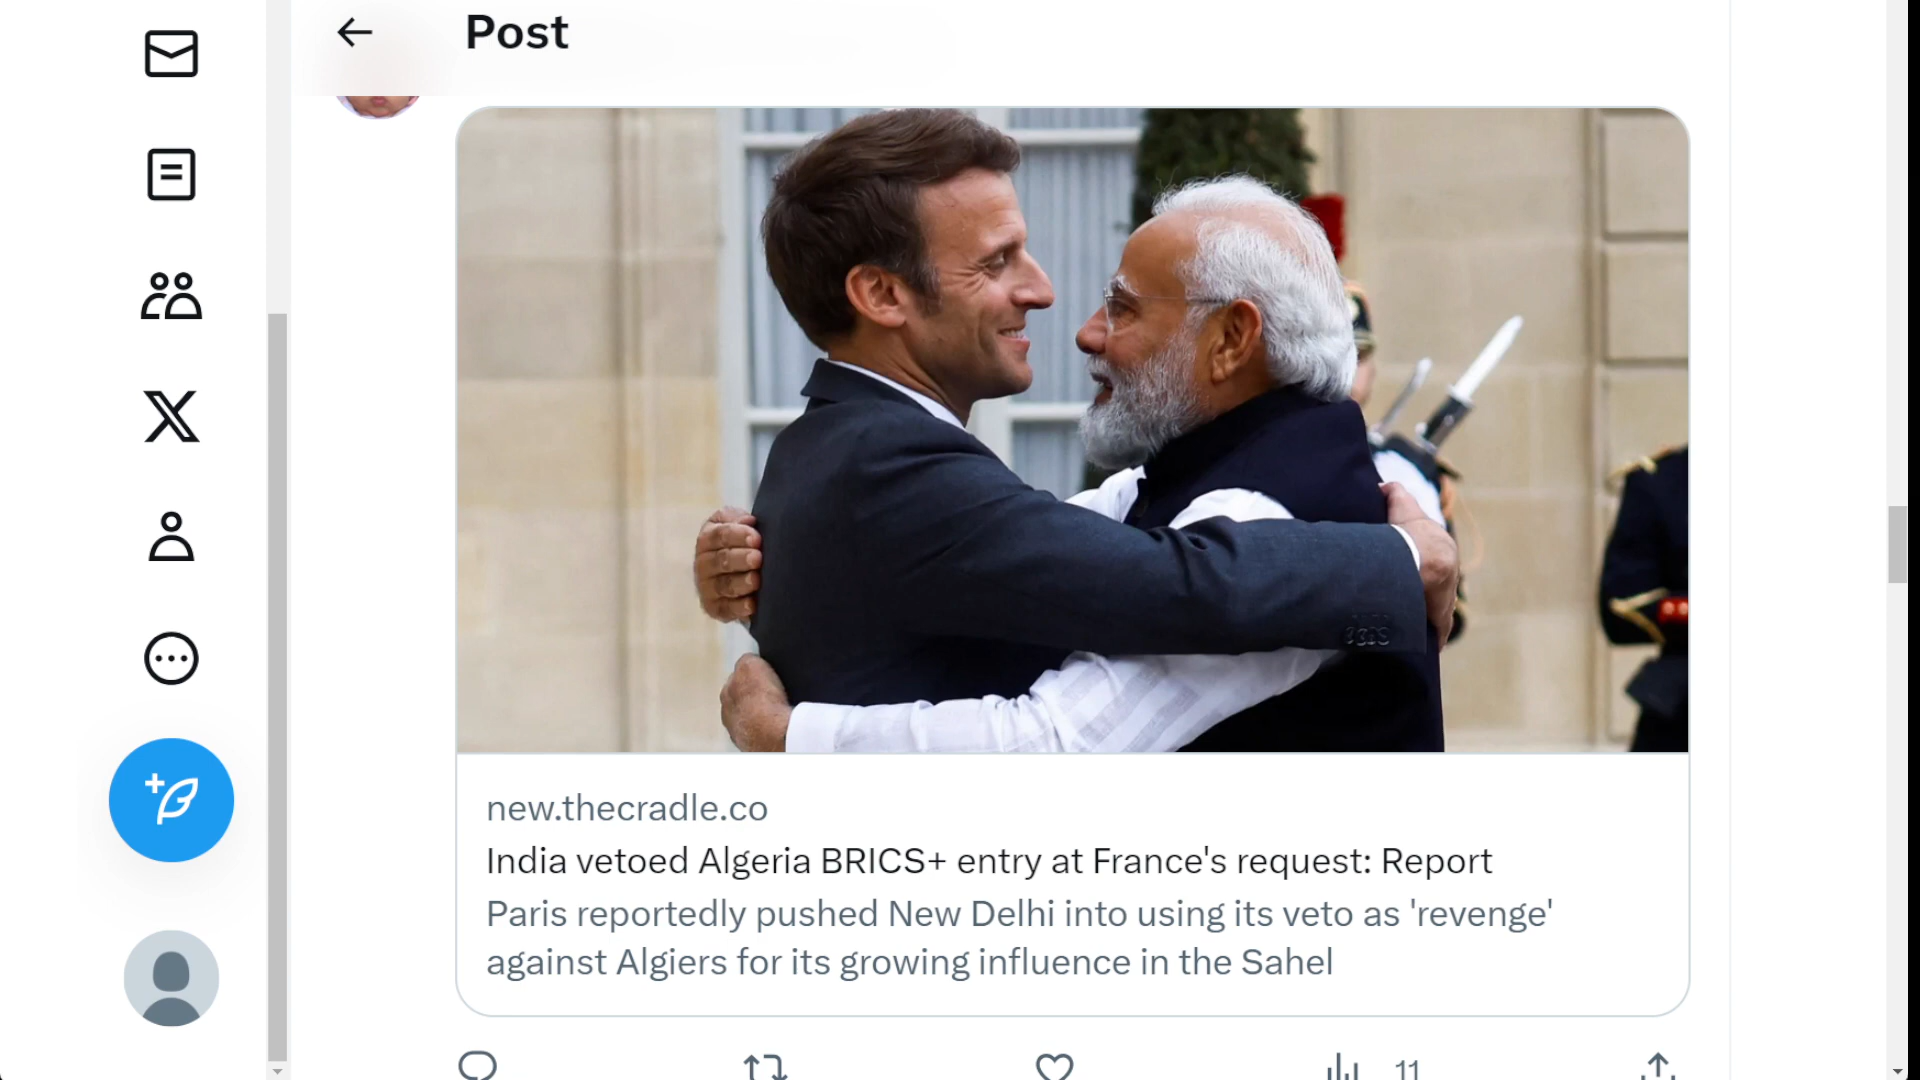 Post
new.thecradle.co
India vetoed Algeria BRICS+ entry at France's request: Report
Paris reportedly pushed New Delhi into using its veto as 'revenge'
against Algiers for its growing influence in the Sahel
11